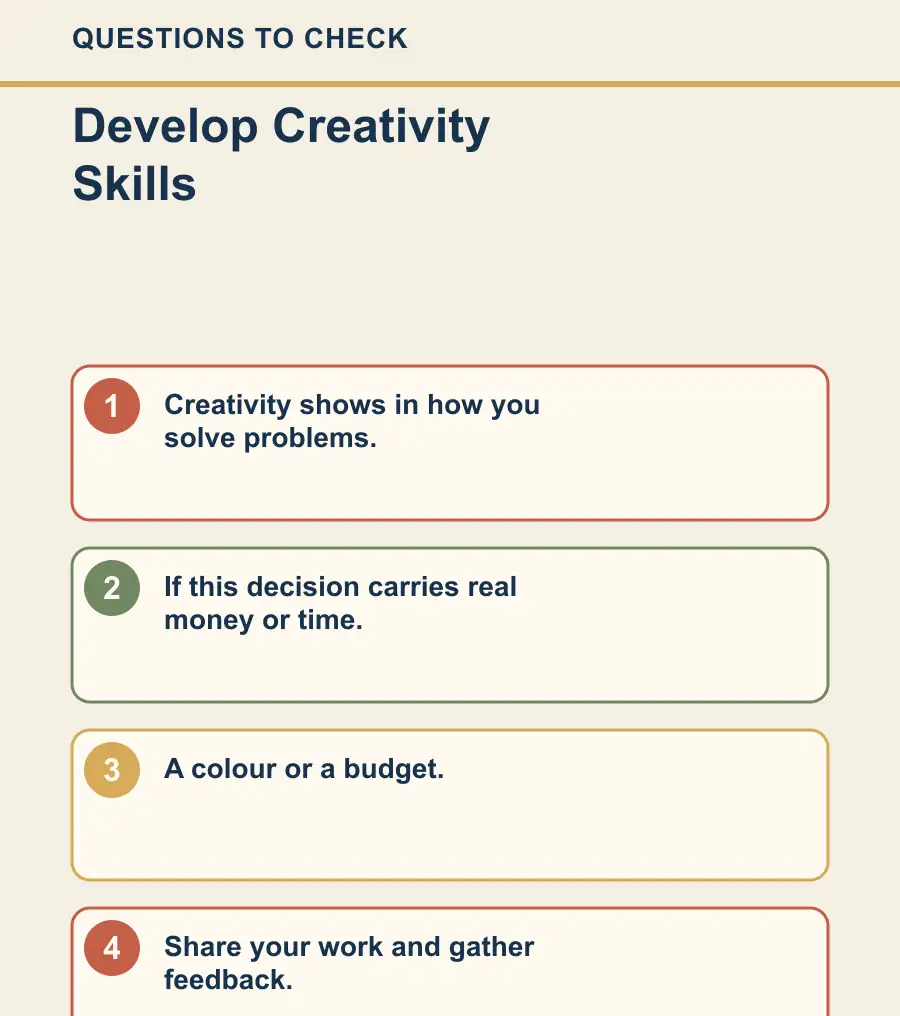 QUESTIONS TO CHECK
Develop Creativity
Skills
1
Creativity shows in how you
solve problems.
2
If this decision carries real
money or time.
3
A colour or a budget.
4
Share your work and gather
feedback.